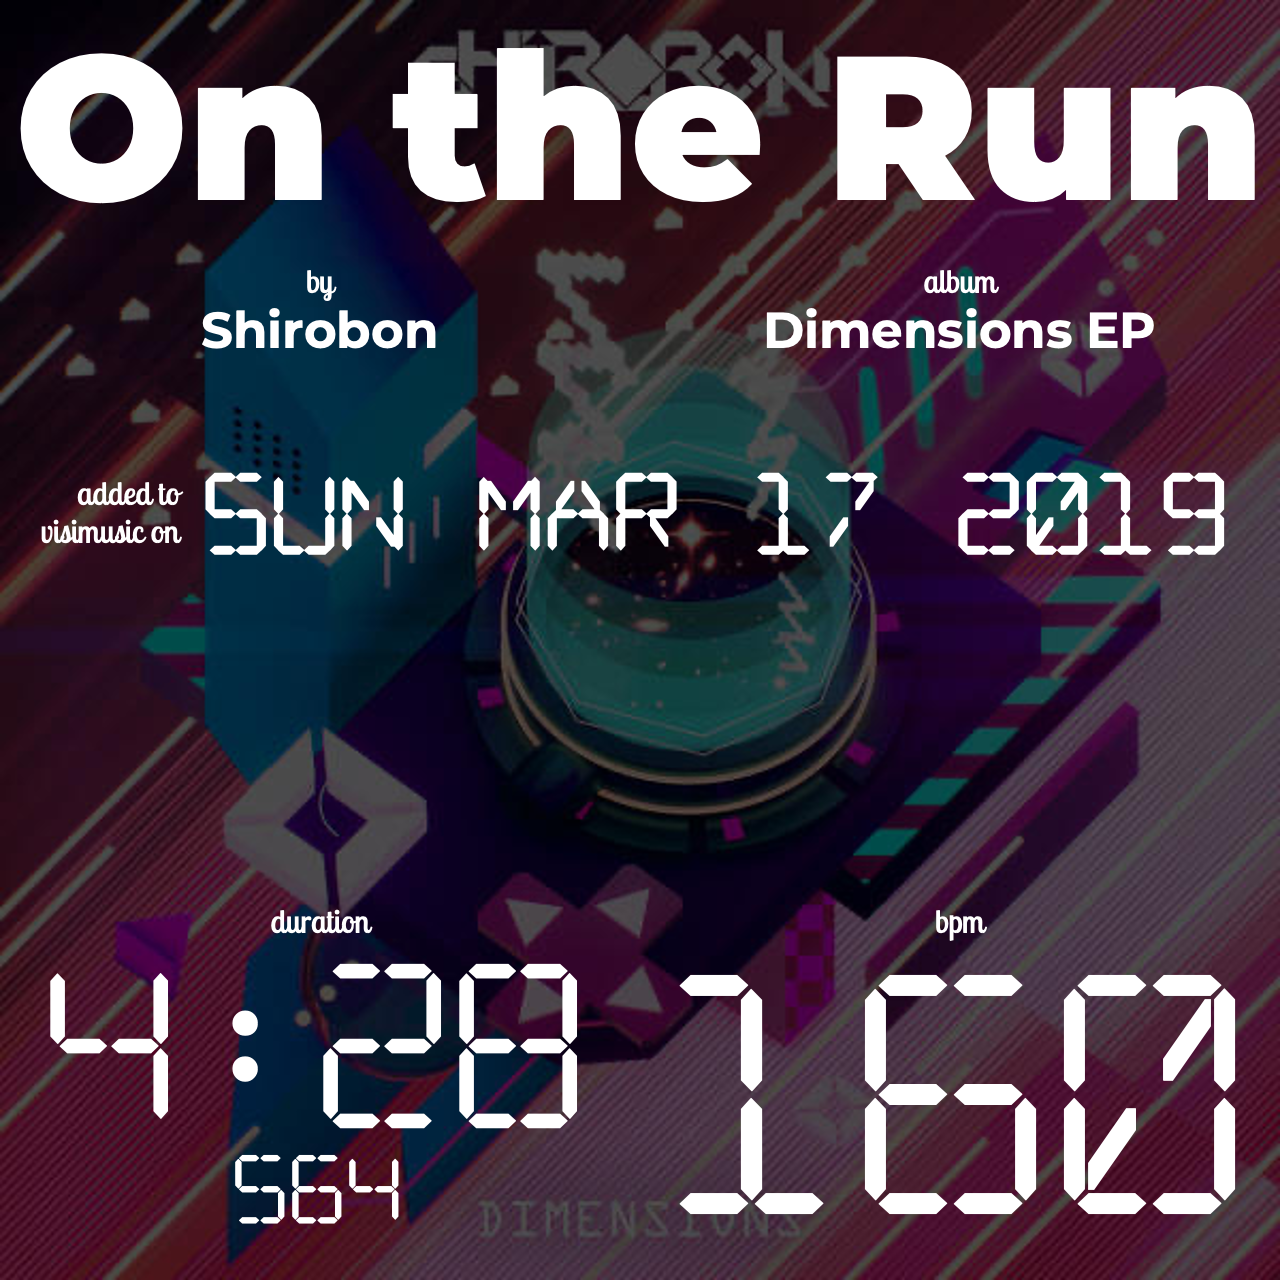 SHIROBON
On the Run
by
Shirobon
album
Dimensions EP
added to
visimusic on
SUN MAR 17 2019
duration
4:28
564
bpm
160
DIMENSIONS